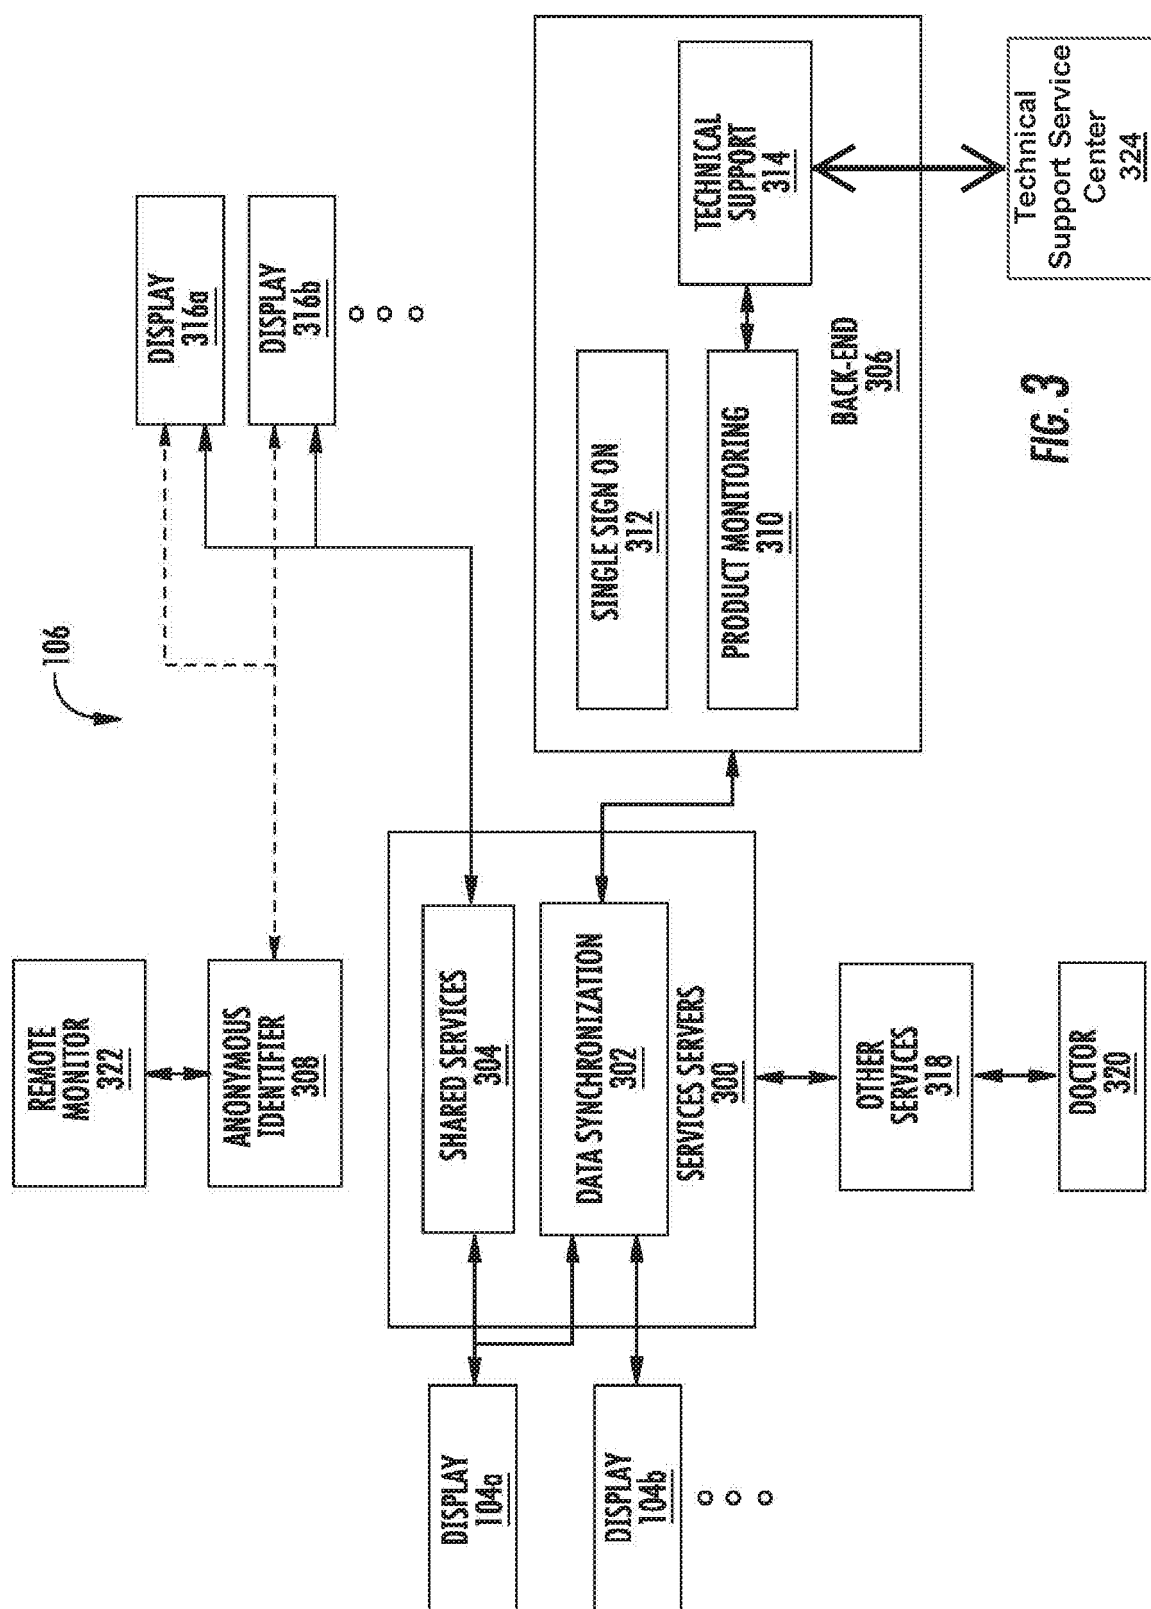 106
REMOTE
MONITOR
322
ANONYMOUS
IDENTIFIER
308
DISPLAY
316a
DISPLAY
316b
DISPLAY
104a
DISPLAY
104b
SHARED SERVICES
304
DATA SYNCHRONIZATION
302
SERVICES SERVERS
300
SINGLE SIGN ON
312
PRODUCT MONITORING
310
TECHNICAL
SUPPORT
314
BACK-END
306
OTHER
SERVICES
318
DOCTOR
320
Technical
Support Service
Center
324
FIG. 3